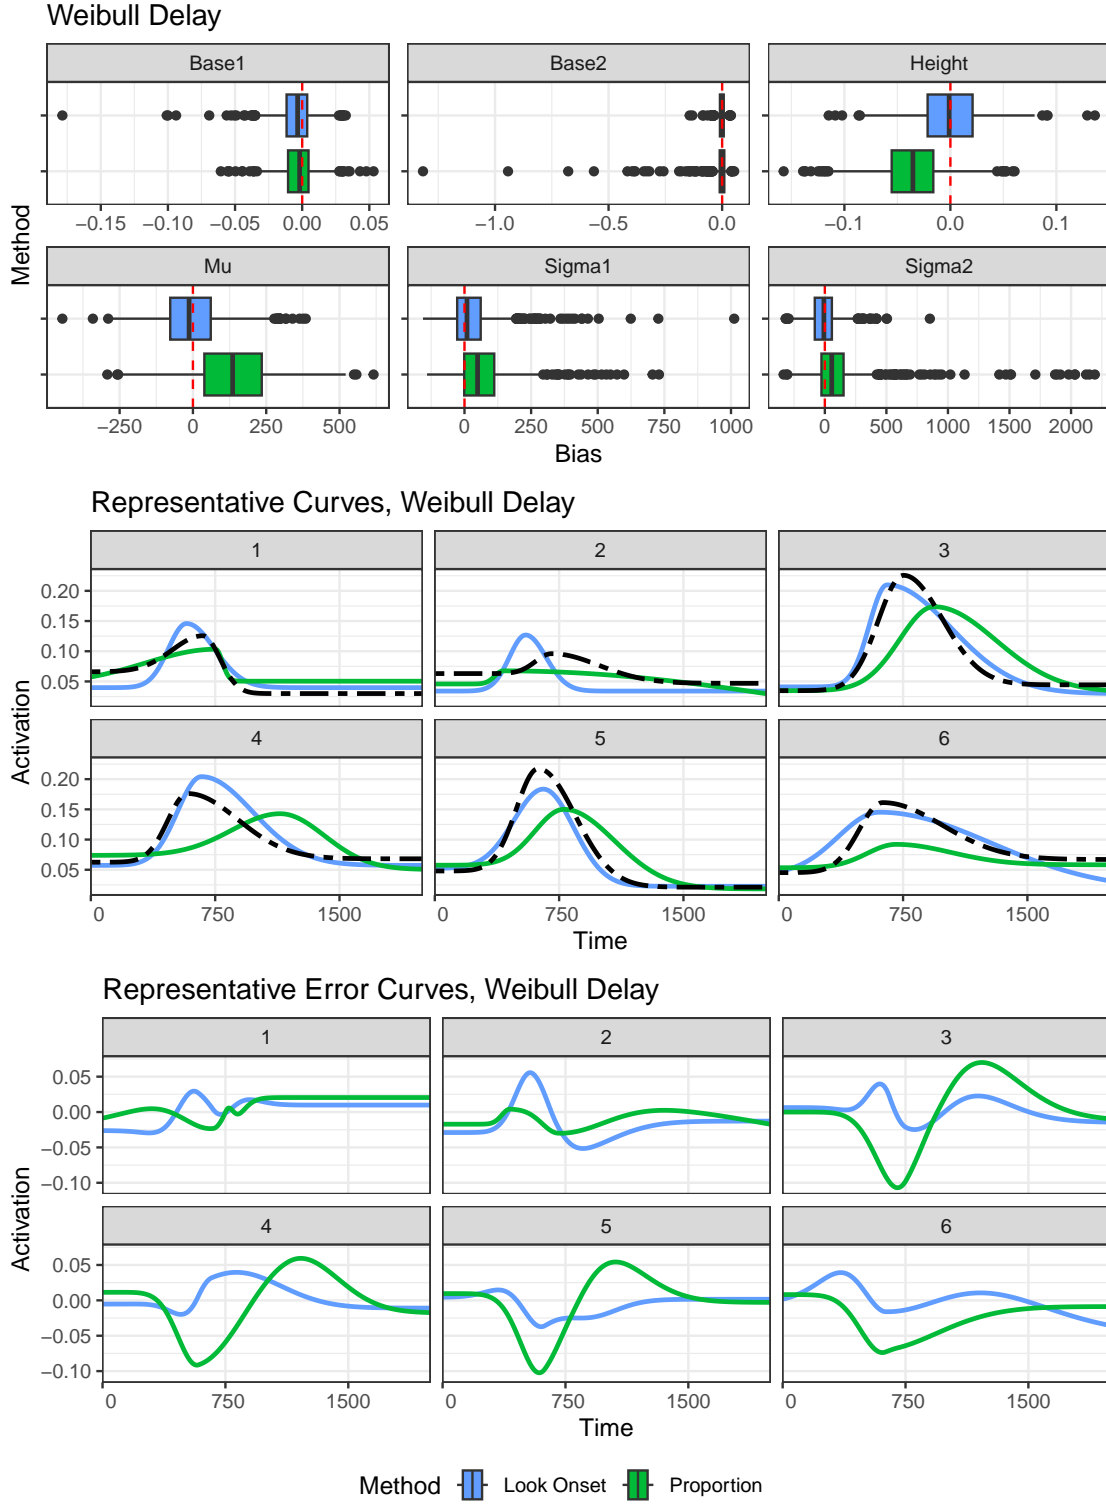 Weibull Delay
Base1 Base2 Height
−0.15 −0.10 −0.05 0.00 0.05 −1.0 −0.5 0.0 −0.1 0.0 0.1
Method
Mu Sigma1 Sigma2
−250 0 250 500 0 250 500 750 1000 0 500 1000 1500 2000
Bias
Representative Curves, Weibull Delay
1 2 3
0.20
0.15
0.10
0.05
Activation
4 5 6
0.20
0.15
0.10
0.05
0 750 1500 0 750 1500 0 750 1500
Time
Representative Error Curves, Weibull Delay
1 2 3
0.05
0.00
−0.05
−0.10
Activation
4 5 6
0.05
0.00
−0.05
−0.10
0 750 1500 0 750 1500 0 750 1500
Time
Method Look Onset Proportion